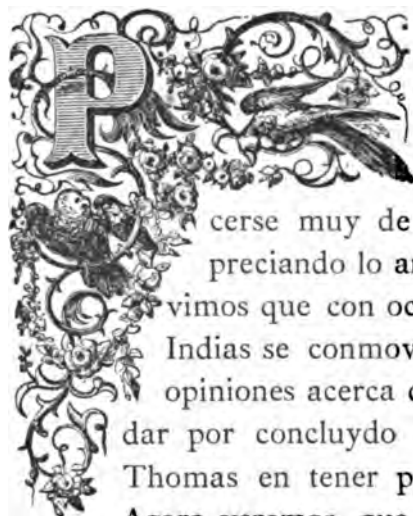 P
cerse muy de
preciando lo
vimos que con
Indias se
opiniones acerca
dar por concluydo
Thomas en tener